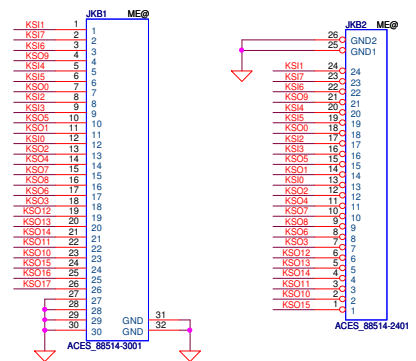 JKB1 ME@
KSI1 1 1
KSI7 2 2
KSI6 3 3
KSO9 4 4
KSI4 5 5
KSI5 6 6
KSO0 7 7
KSI2 8 8
KSI3 9 9
KSO5 10 10
KSO1 11 11
KSI0 12 12
KSO2 13 13
KSO4 14 14
KSO7 15 15
KSO8 16 16
KSO6 17 17
KSO3 18 18
KSO12 19 19
KSO13 20 20
KSO14 21 21
KSO11 22 22
KSO10 23 23
KSO15 24 24
KSO16 25 25
KSO17 26 26
27 27
28 28
29 29 GND 31
30 30 GND 32
ACES_88514-3001
JKB2 ME@
26 GND2
25 GND1
KSI1 24 24
KSI7 23 23
KSI6 22 22
KSO9 21 21
KSI4 20 20
KSI5 19 19
KSO0 18 18
KSI2 17 17
KSI3 16 16
KSO5 15 15
KSO1 14 14
KSI0 13 13
KSO2 12 12
KSO4 11 11
KSO7 10 10
KSO8 9 9
KSO6 8 8
KSO3 7 7
KSO12 6 6
KSO13 5 5
KSO14 4 4
KSO11 3 3
KSO10 2 2
KSO15 1 1
ACES_88514-2401